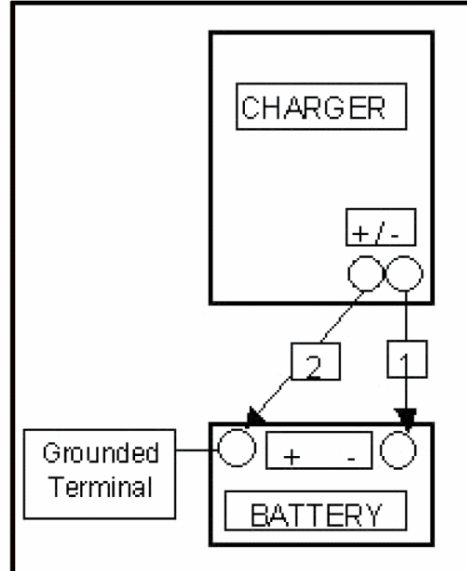 CHARGER
+/-
2
1
Grounded
Terminal
+ -
BATTERY